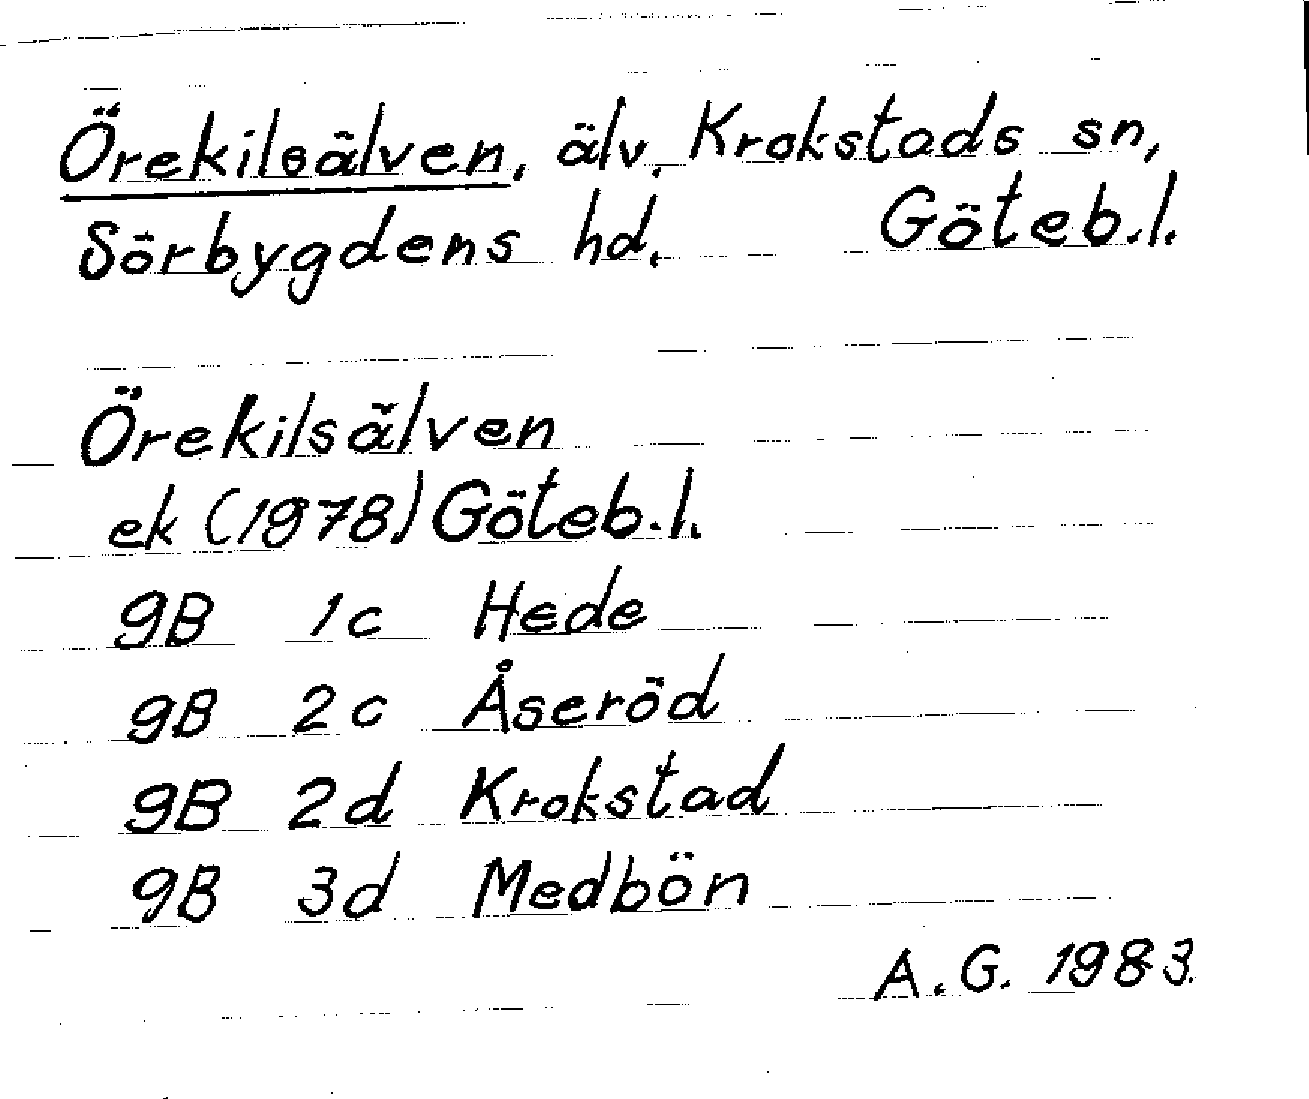 Örekilsälven, älv, Krokstads sn,
Sörbygdens hd. Göteb.l.
Örekilsälven
ek (1978) Göteb.l.
9B 1c Hede
9B 2c Åseröd
9B 2d Krokstad
9B 3d Medbön
A.G. 1983.